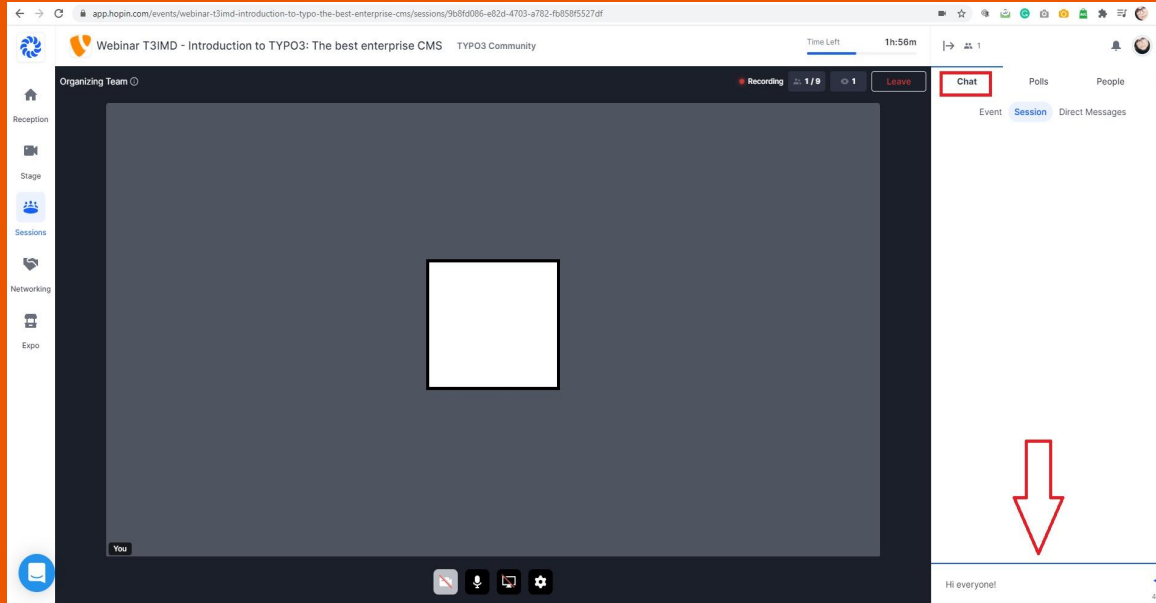 app.hopin.com/events/webinar-t3imd-introduction-to-typo-the-best-enterprise-cms/sessions/9b8fd086-e82d-4703-a782-fb858f5527df
Webinar T3IMD - Introduction to TYPO3: The best enterprise CMS TYPO3 Community
Time Left 1h:56m
1
Organizing Team
Recording 1 / 9 1 Leave
Chat Polls People
Event Session Direct Messages
Reception
Stage
Sessions
Networking
Expo
You
Hi everyone!